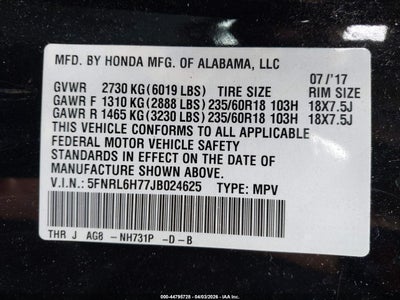 MFD. BY HONDA MFG. OF ALABAMA, LLC
07/'17
GVWR 2730 KG(6019 LBS) TIRE SIZE RIM SIZE
GAWR F 1310 KG(2888 LBS) 235/60R18 103H 18X7.5J
GAWR R 1465 KG(3230 LBS) 235/60R18 103H 18X7.5J
THIS VEHICLE CONFORMS TO ALL APPLICABLE
FEDERAL MOTOR VEHICLE SAFETY AND
THEFT PREVENTION STANDARDS IN EFFECT ON THE DATE OF
MANUFACTURE SHOWN ABOVE.
V.I.N.: 5FNRL6H77JB024625 TYPE: MPV
THR J AG8 -NH731P -D-B
000-44795728 - 04/03/2026 - IAA Inc.